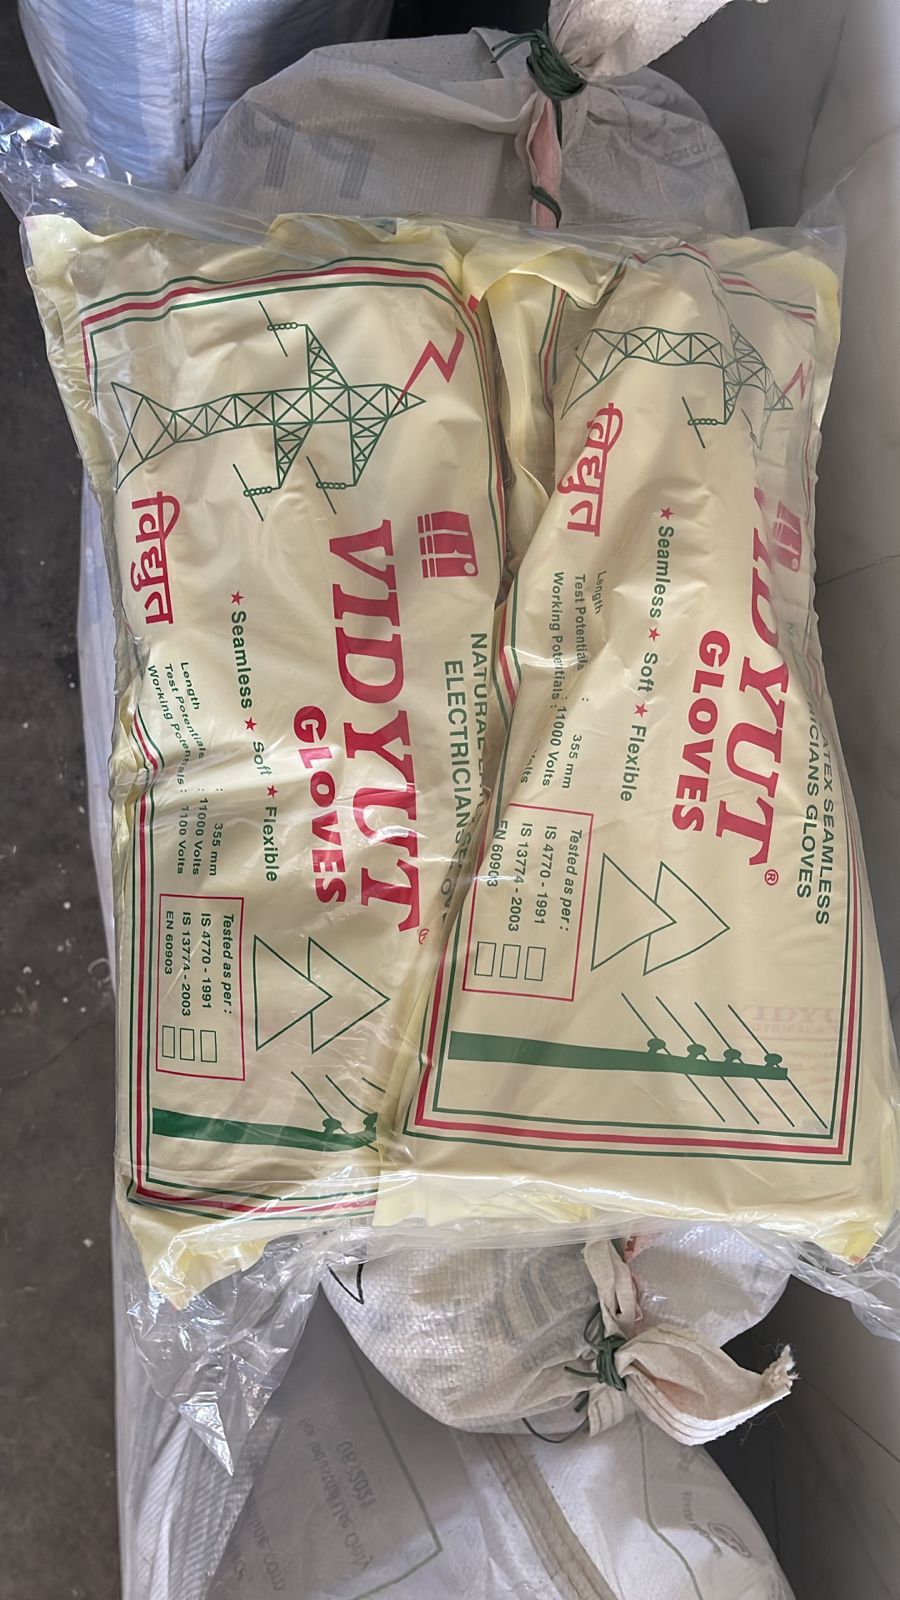 विद्युत
VIDYUT®
GLOVES
NATURAL
ELECTRICIANS
★ Seamless ★ Soft ★ Flexible
Length : 355 mm
Test Potentials : 11000 Volts
Working Potentials : 1100 Volts
Tested as per :
IS 4770 - 1991
IS 13774 - 2003
EN 60903
विद्युत
VIDYUT®
GLOVES
LATEX SEAMLESS
ELECTRICIANS GLOVES
★ Seamless ★ Soft ★ Flexible
Length 355 mm
Test Potentials : 11000 Volts
Working Potentials :
Tested as per :
IS 4770 - 1991
IS 13774 - 2003
EN 60903
08 2021